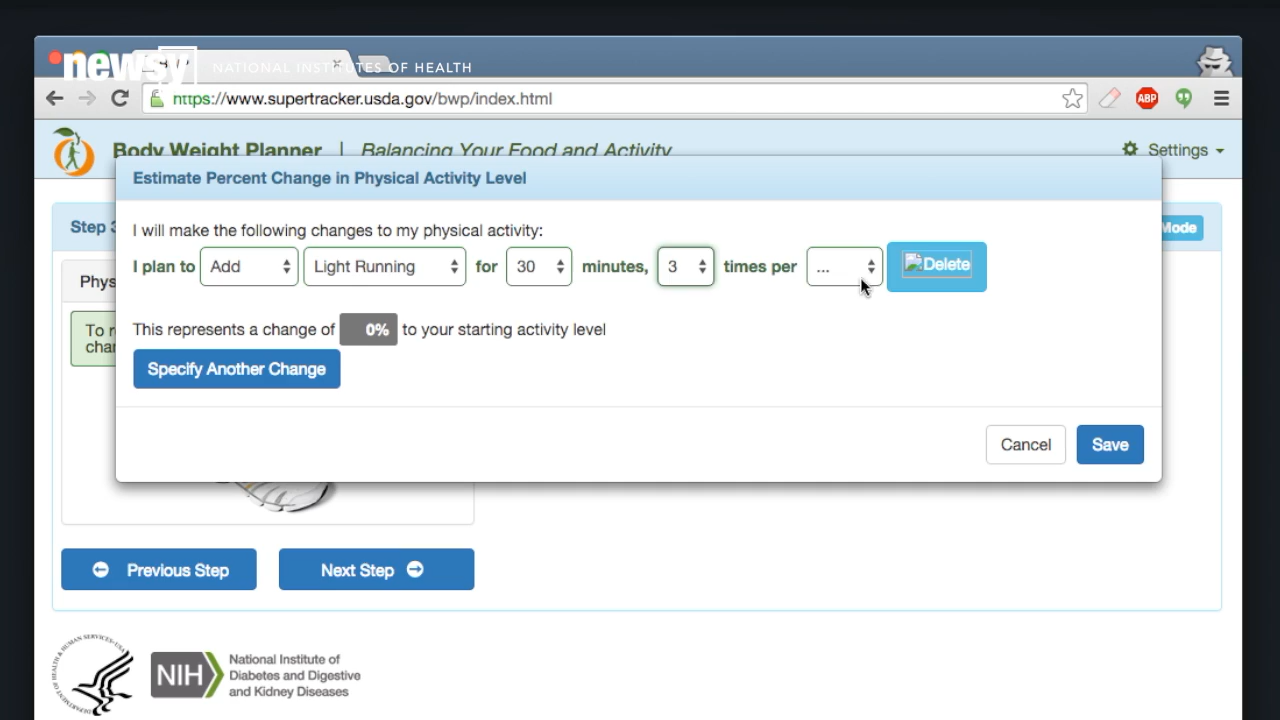 newsy
NATIONAL INSTITUTES OF HEALTH
https://www.supertracker.usda.gov/bwp/index.html
ABP
Body Weight Planner | Balancing Your Food and Activity
Settings
Estimate Percent Change in Physical Activity Level
Step 3
Mode
I will make the following changes to my physical activity:
I plan to Add Light Running for 30 minutes, 3 times per ... Delete
Phys
To r
char
This represents a change of 0% to your starting activity level
Specify Another Change
Cancel Save
Previous Step Next Step
NIH
National Institute of
Diabetes and Digestive
and Kidney Diseases